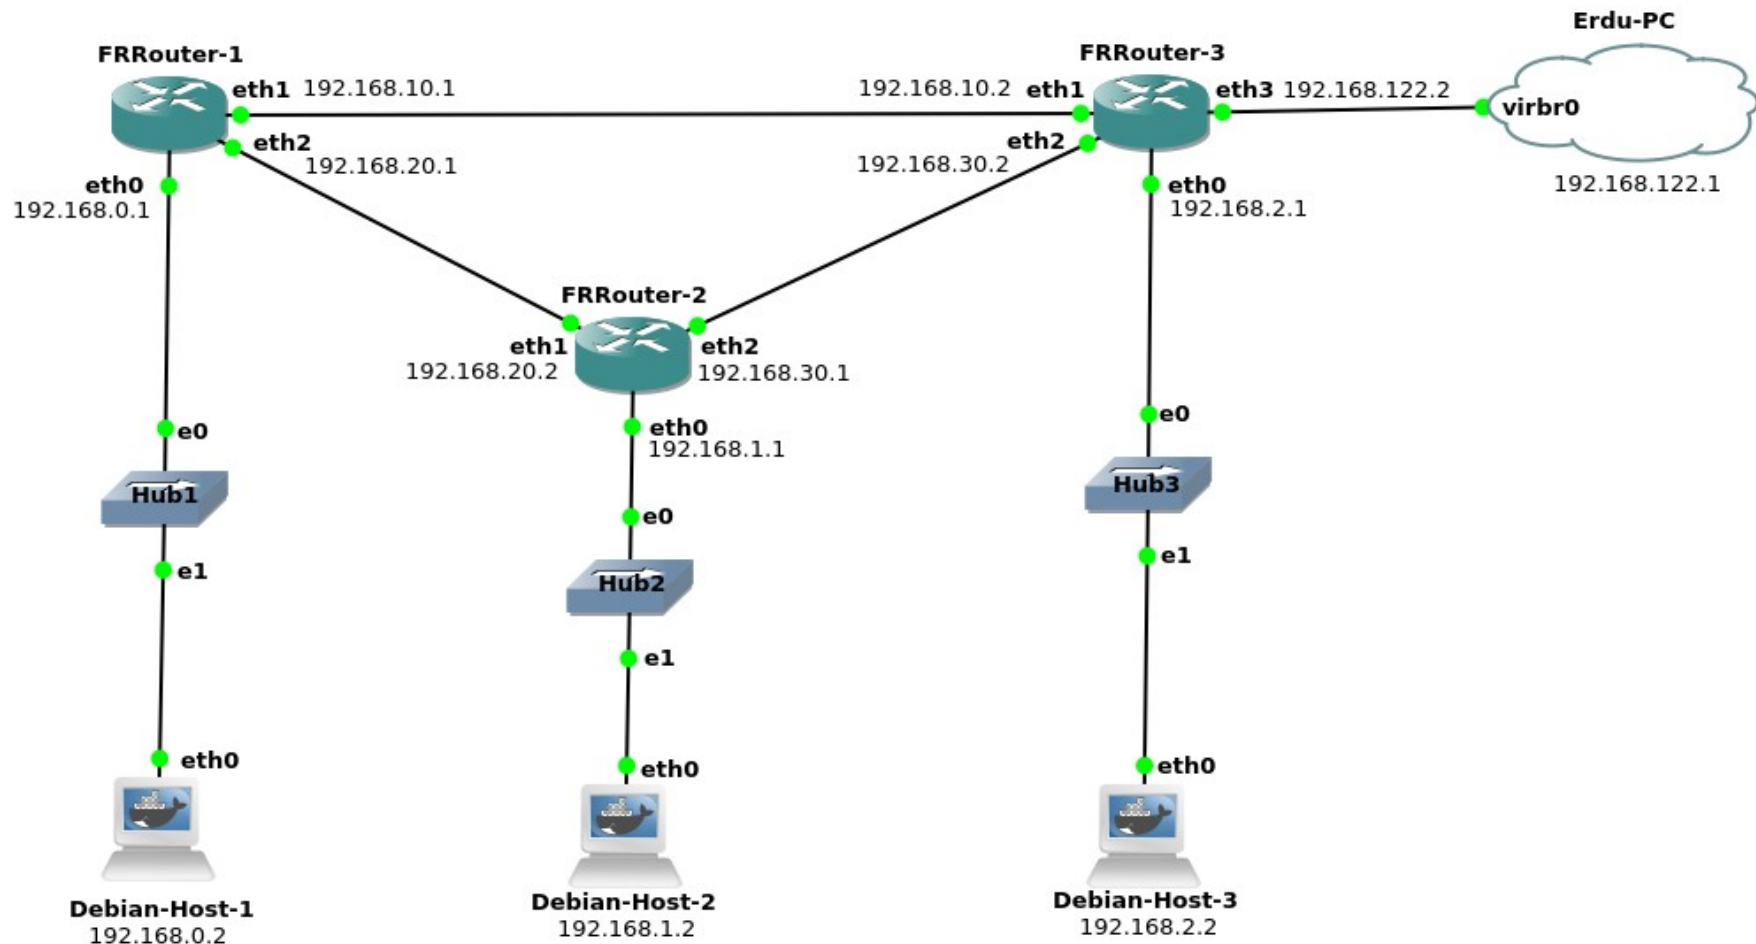 Erdu-PC
FRRouter-1
FRRouter-3
eth1 192.168.10.1
192.168.10.2 eth1
eth3 192.168.122.2
virbr0
eth2
192.168.20.1
eth2
192.168.30.2
eth0
192.168.0.1
eth0
192.168.2.1
192.168.122.1
FRRouter-2
eth1
192.168.20.2
eth2
192.168.30.1
eth0
192.168.1.1
e0
Hub1
e1
e0
Hub2
e1
e0
Hub3
e1
eth0
Debian-Host-1
192.168.0.2
eth0
Debian-Host-2
192.168.1.2
eth0
Debian-Host-3
192.168.2.2